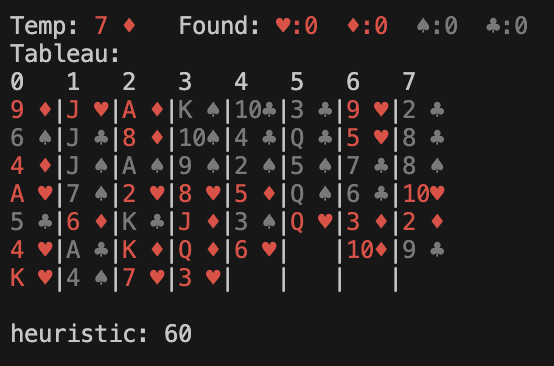 Temp: 7 ♦   Found: ♥:0  ♦:0  ♠:0  ♣:0
Tableau:
0   1   2   3   4   5   6   7
9 ♦|J ♥|A ♦|K ♠|10♣|3 ♣|9 ♥|2 ♣
6 ♠|J ♣|8 ♦|10♠|4 ♣|Q ♣|5 ♥|8 ♣
4 ♦|J ♠|A ♠|9 ♠|2 ♠|5 ♠|7 ♣|8 ♠
A ♥|7 ♠|2 ♥|8 ♥|5 ♦|Q ♠|6 ♣|10♥
5 ♣|6 ♦|K ♣|J ♦|3 ♠|Q ♥|3 ♦|2 ♦
4 ♥|A ♣|K ♦|Q ♦|6 ♥|   |10♦|9 ♣
K ♥|4 ♠|7 ♥|3 ♥|   |   |   |
heuristic: 60